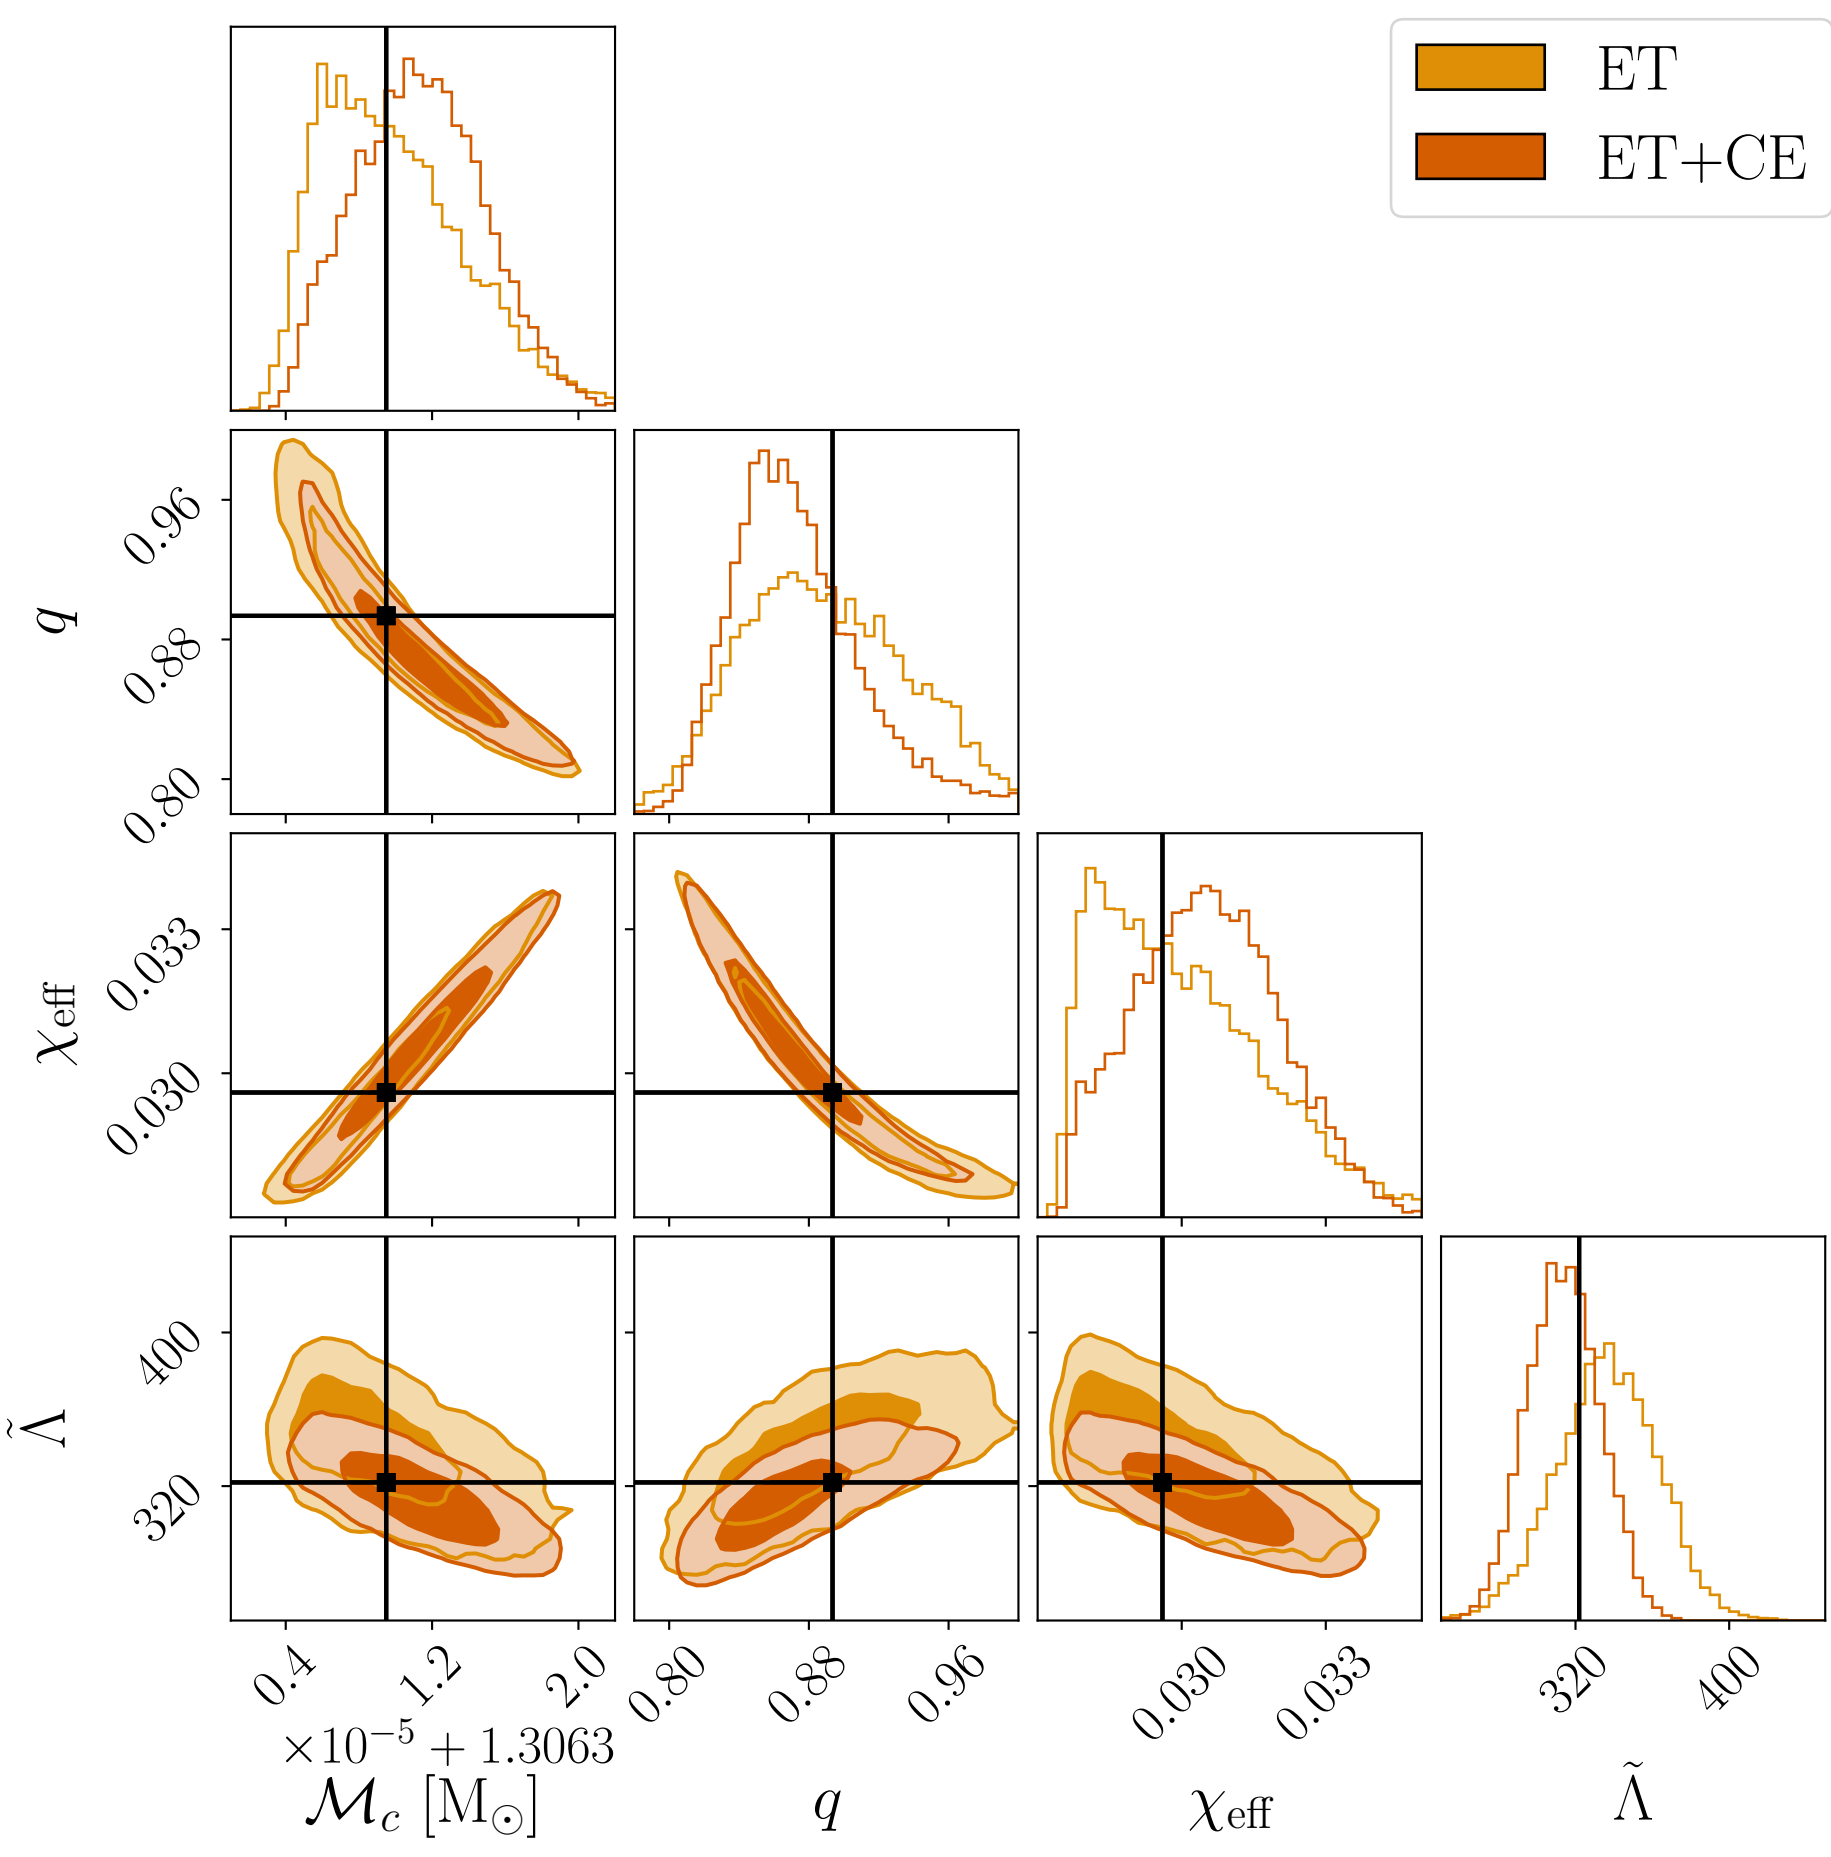 ET
ET+CE
q
0.96
0.88
0.80
χeff
0.033
0.030
Λ̃
400
320
0.4 1.2 2.0 0.80 0.88 0.96 0.030 0.033 320 400
×10⁻⁵ + 1.3063
ℳc [M⊙] q χeff Λ̃